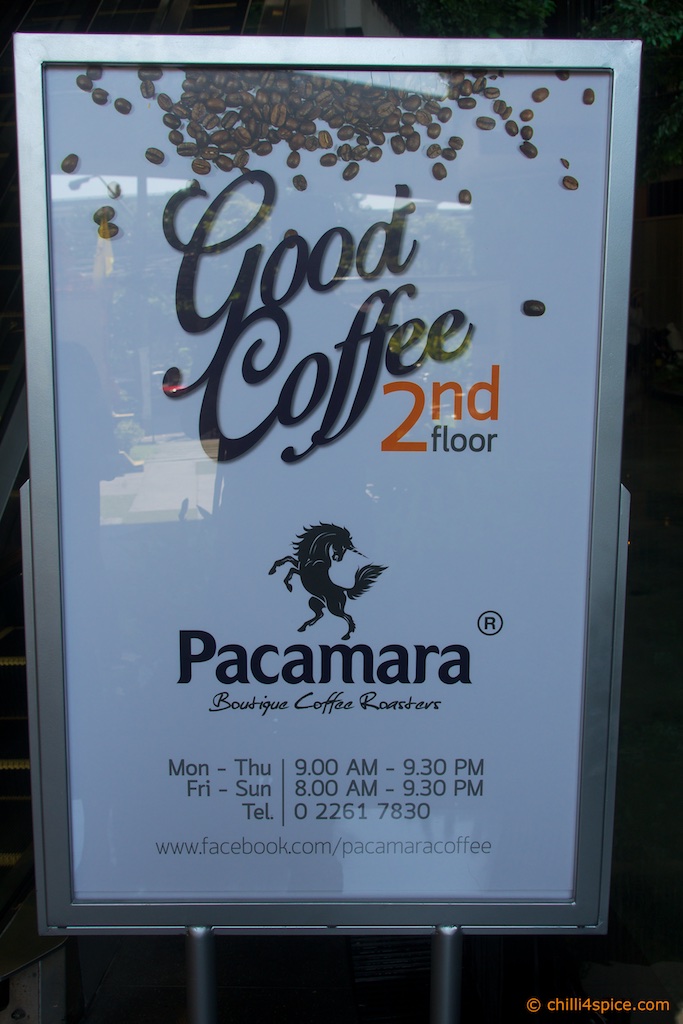 Good
Coffee
2nd
floor
Pacamara ®
Boutique Coffee Roasters
Mon - Thu | 9.00 AM - 9.30 PM
Fri - Sun | 8.00 AM - 9.30 PM
Tel. | 0 2261 7830
www.facebook.com/pacamaracoffee
© chilli4spice.com